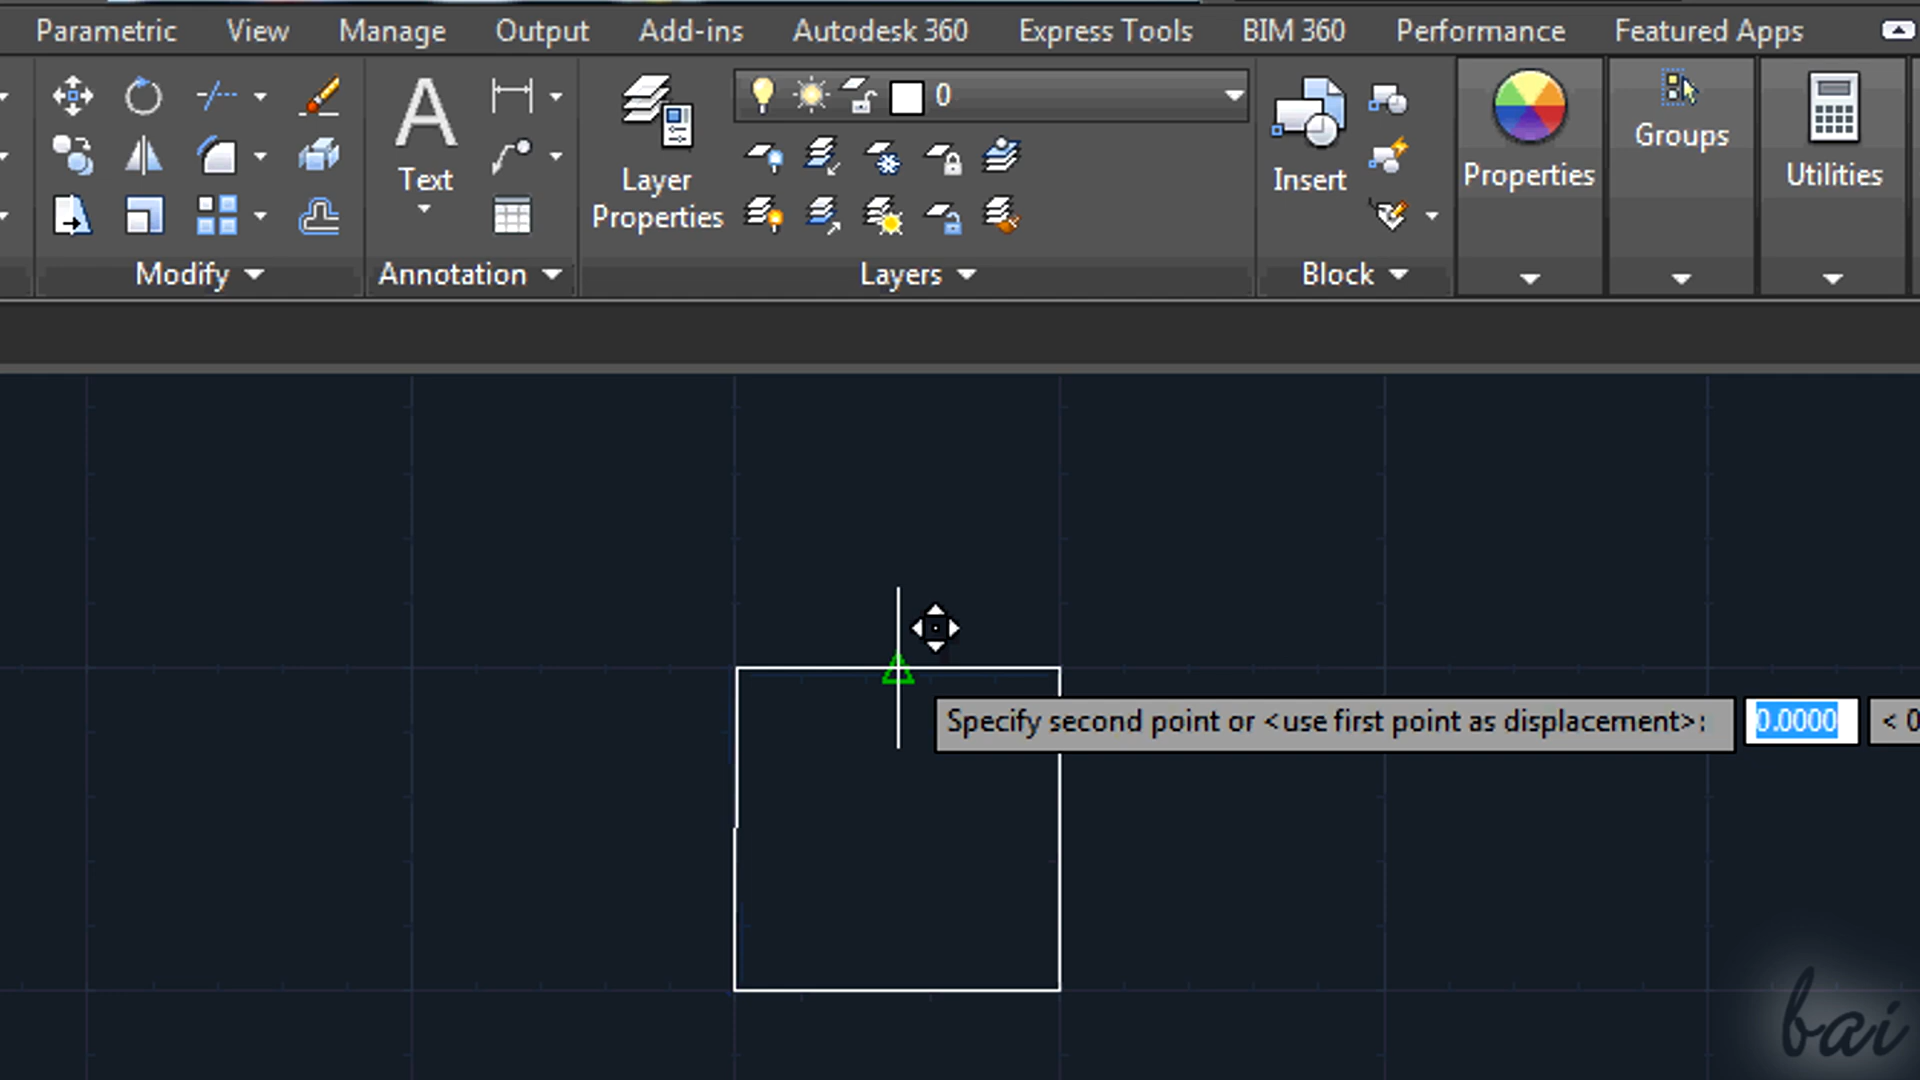 Parametric View Manage Output Add-ins Autodesk 360 Express Tools BIM 360 Performance Featured Apps
0
Text
Layer
Properties
Insert
Properties
Groups
Utilities
Modify Annotation Layers Block
Specify second point or <use first point as displacement>: 0.0000 < 0
bai